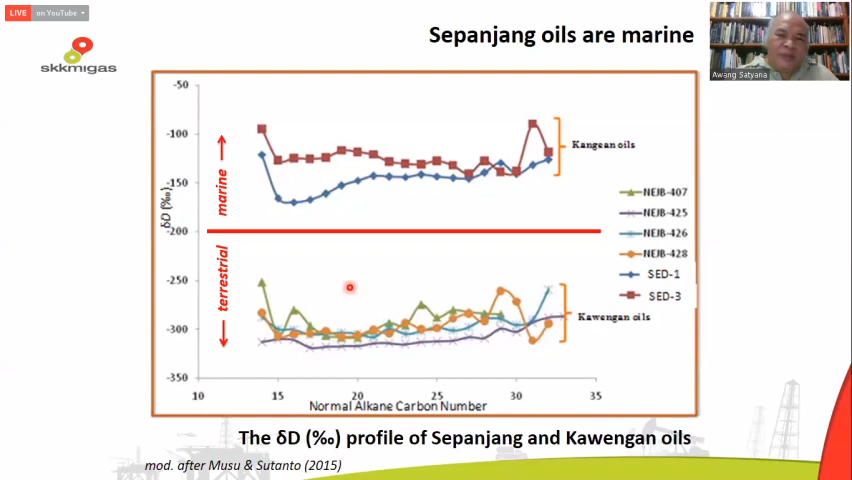 LIVE on YouTube
Sepanjang oils are marine
skkmigas
Awang Satyana
-50
-100
-150
-200
-250
-300
-350
δD (‰)
marine
terrestrial
Kangean oils
Kawengan oils
NEJB-407
NEJB-425
NEJB-426
NEJB-428
SED-1
SED-3
10 15 20 25 30 35
Normal Alkane Carbon Number
The δD (‰) profile of Sepanjang and Kawengan oils
mod. after Musu & Sutanto (2015)